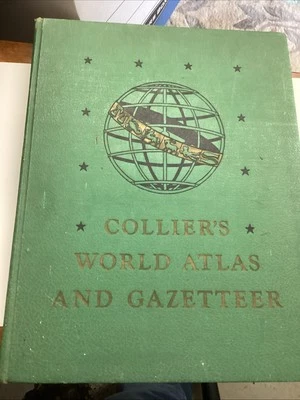 COLLIER'S
WORLD ATLAS
AND GAZETTEER